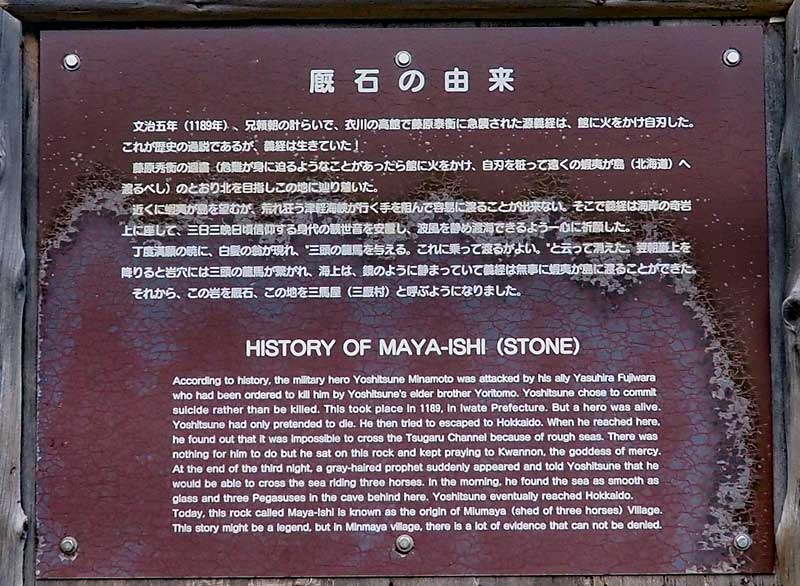 厩石の由来
文治五年（1189年）、兄頼朝の計らいで、衣川の高館で藤原泰衡に急襲された源義経は、館に火をかけ自刃した。
これが歴史の通説であるが、義経は生きていた！
藤原秀衡の遺書（危難が身に迫るようなことがあったら館に火をかけ、自刃を粧って遠くの蝦夷が島（北海道）へ
渡るべし）のとおり北を目指しこの地に辿り着いた。
近くに蝦夷が島を望むが、荒れ狂う津軽海峡が行く手を阻んで容易に渡ることが出来ない。そこで義経は海岸の奇岩
上に座して、三日三晩日頃信仰する身代の観世音を安置し、波風を静め渡海できるよう一心に祈願した。
丁度満願の暁に、白髪の翁が現れ、"三頭の龍馬を与える。これに乗って渡るがよい。"と云って消えた。翌朝巌上を
降りると岩穴には三頭の龍馬が繋がれ、海上は、鏡のように静まっていて義経は無事に蝦夷が島に渡ることができた。
それから、この岩を厩石、この地を三馬屋（三厩村）と呼ぶようになりました。
HISTORY OF MAYA-ISHI (STONE)
According to history, the military hero Yoshitsune Minamoto was attacked by his ally Yasuhira Fujiwara
who had been ordered to kill him by Yoshitsune's elder brother Yoritomo. Yoshitsune chose to commit
suicide rather than be killed. This took place in 1189, in Iwate Prefecture. But a hero was alive.
Yoshitsune had only pretended to die. He then tried to escaped to Hokkaido. When he reached here,
he found out that it was impossible to cross the Tsugaru Channel because of rough seas. There was
nothing for him to do but he sat on this rock and kept praying to Kwannon, the goddess of mercy.
At the end of the third night, a gray-haired prophet suddenly appeared and told Yoshitsune that he
would be able to cross the sea riding three horses. In the morning, he found the sea as smooth as
glass and three Pegasuses in the cave behind here. Yoshitsune eventually reached Hokkaido.
Today, this rock called Maya-ishi is known as the origin of Miumaya (shed of three horses) Village.
This story might be a legend, but in Minmaya village, there is a lot of evidence that can not be denied.